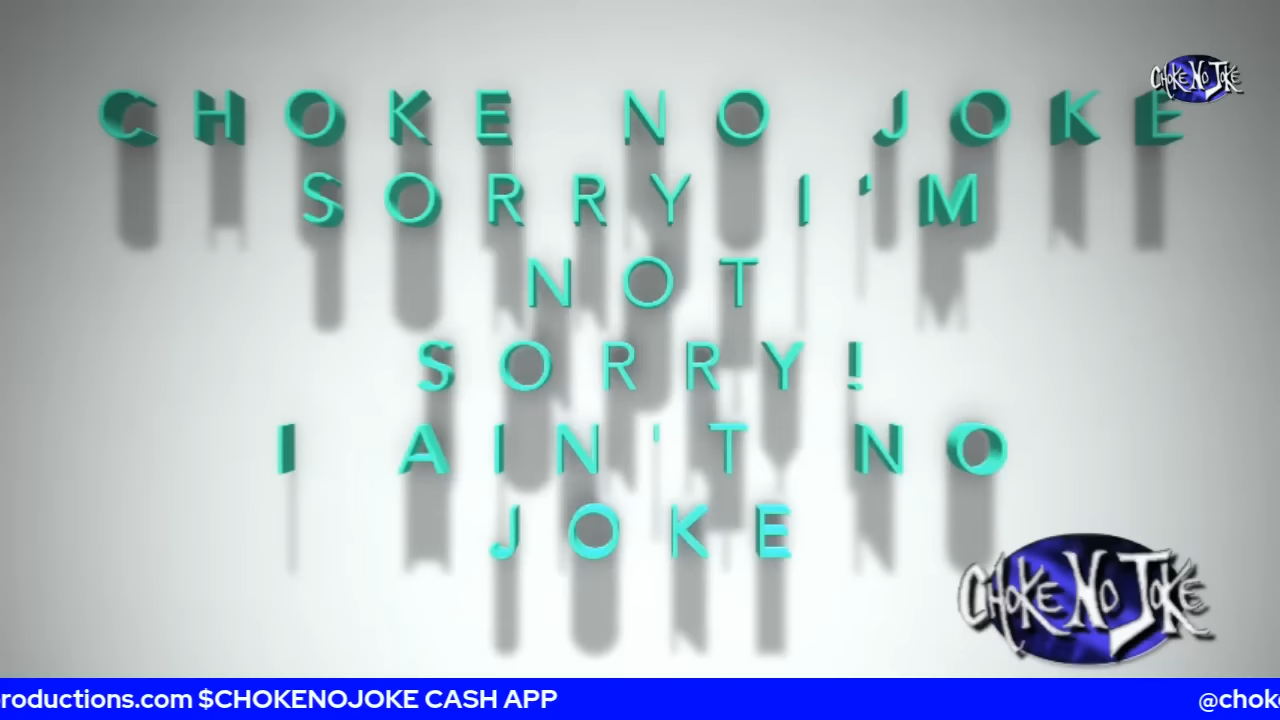 CHOKE NO JOKE
CHOKE NO JOKE
SORRY I'M
NOT
SORRY!
I AIN'T NO
JOKE
CHOKE NO JOKE
roductions.com $CHOKENOJOKE CASH APP
@chok